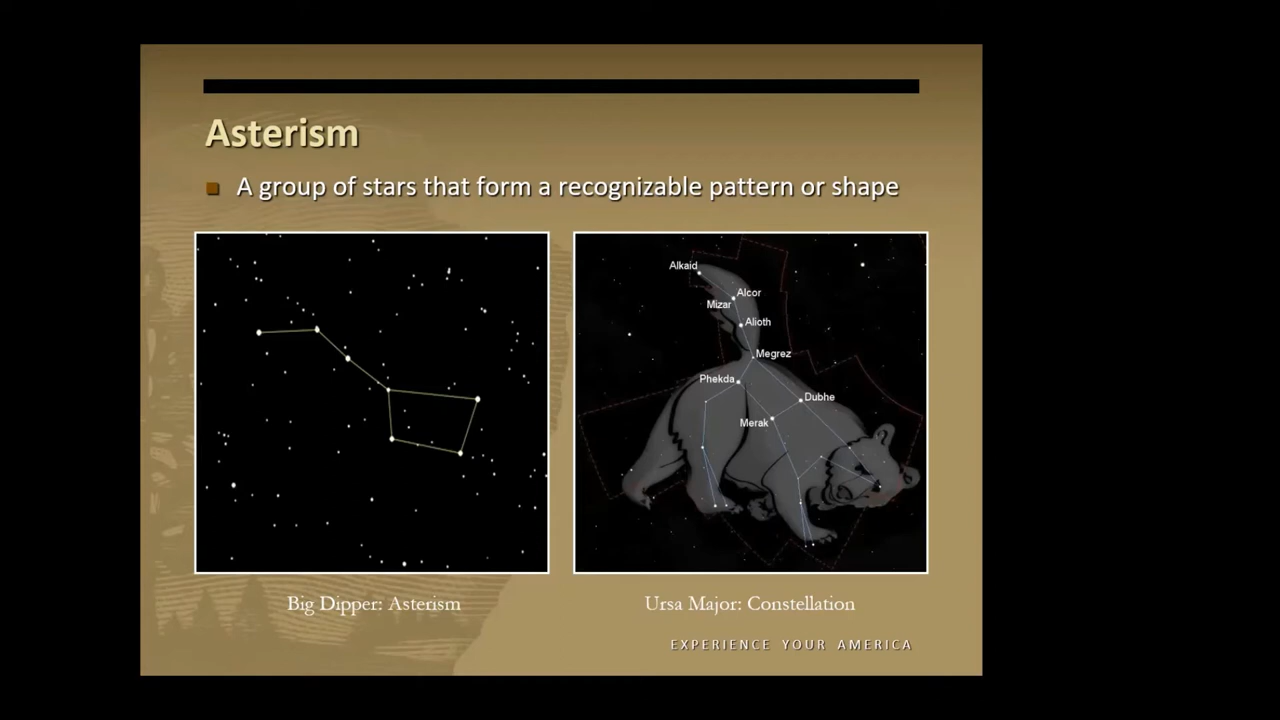 Asterism
A group of stars that form a recognizable pattern or shape
Alkaid
Alcor
Mizar
Alioth
Megrez
Phekda
Dubhe
Merak
Big Dipper: Asterism
Ursa Major: Constellation
EXPERIENCE YOUR AMERICA